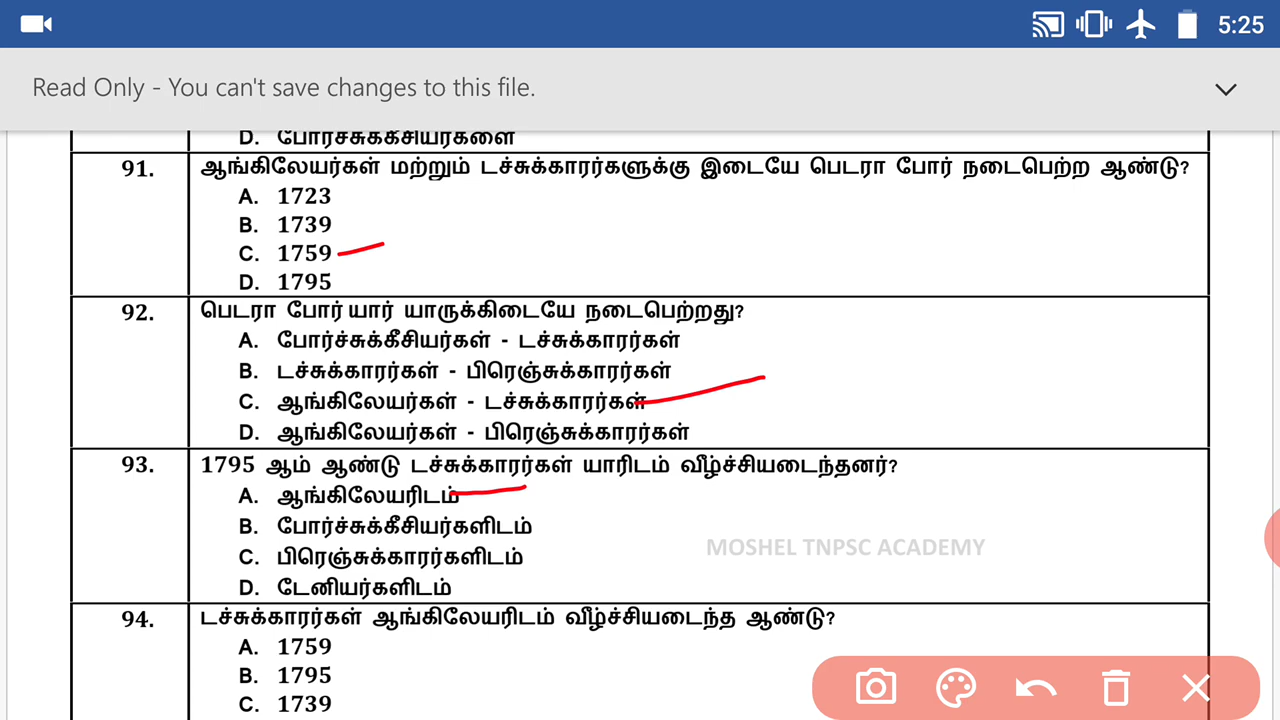 5:25
Read Only - You can't save changes to this file.
D. போர்ச்சுக்கீசியர்களை
91. ஆங்கிலேயர்கள் மற்றும் டச்சுக்காரர்களுக்கு இடையே பெடரா போர் நடைபெற்ற ஆண்டு?
A. 1723
B. 1739
C. 1759
D. 1795
92. பெடரா போர் யார் யாருக்கிடையே நடைபெற்றது?
A. போர்ச்சுக்கீசியர்கள் - டச்சுக்காரர்கள்
B. டச்சுக்காரர்கள் - பிரெஞ்சுக்காரர்கள்
C. ஆங்கிலேயர்கள் - டச்சுக்காரர்கள்
D. ஆங்கிலேயர்கள் - பிரெஞ்சுக்காரர்கள்
93. 1795 ஆம் ஆண்டு டச்சுக்காரர்கள் யாரிடம் வீழ்ச்சியடைந்தனர்?
A. ஆங்கிலேயரிடம்
B. போர்ச்சுக்கீசியர்களிடம்
C. பிரெஞ்சுக்காரர்களிடம்
D. டேனியர்களிடம்
MOSHEL TNPSC ACADEMY
94. டச்சுக்காரர்கள் ஆங்கிலேயரிடம் வீழ்ச்சியடைந்த ஆண்டு?
A. 1759
B. 1795
C. 1739